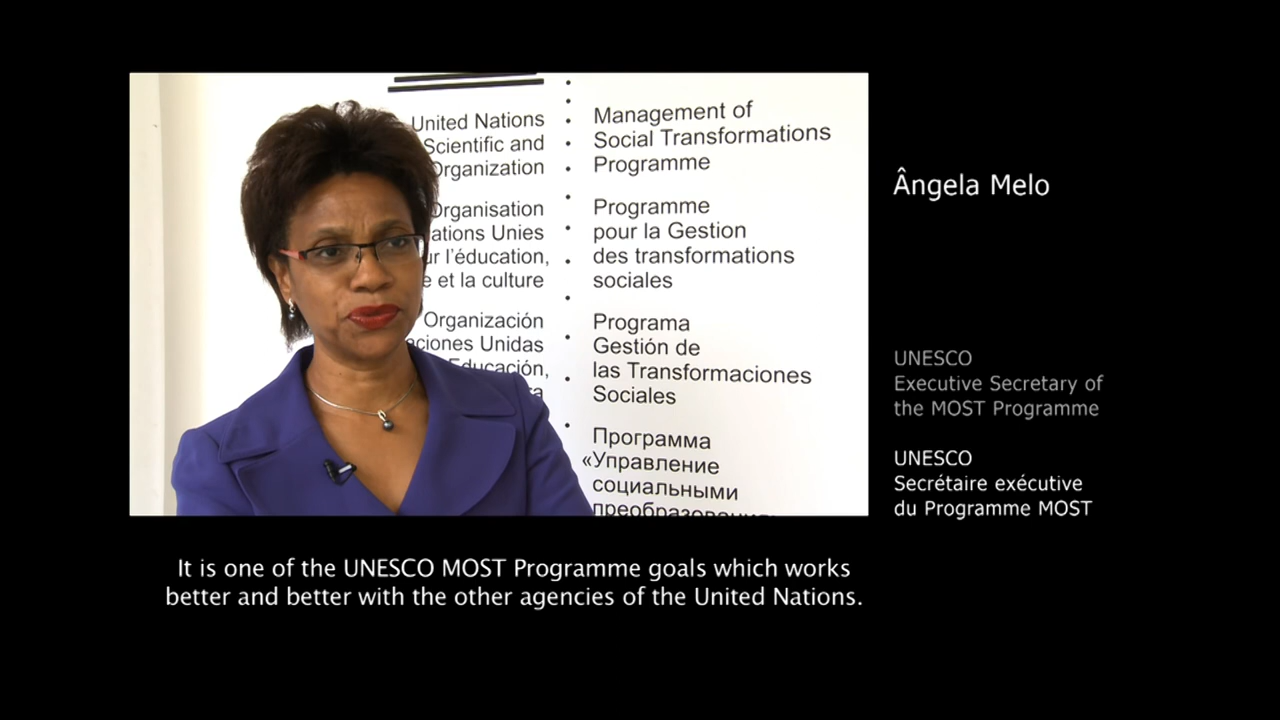 United Nations
Scientific and
Organization
Organisation
Unies
l'éducation,
et la culture
Organización
Unidas
Educación,
Management of
Social Transformations
Programme
Programme
pour la Gestion
des transformations
sociales
Programa
Gestión de
las Transformaciones
Sociales
Программа
«Управление
социальными
преобразованиями
Ângela Melo
UNESCO
Executive Secretary of
the MOST Programme
UNESCO
Secrétaire exécutive
du Programme MOST
It is one of the UNESCO MOST Programme goals which works
better and better with the other agencies of the United Nations.